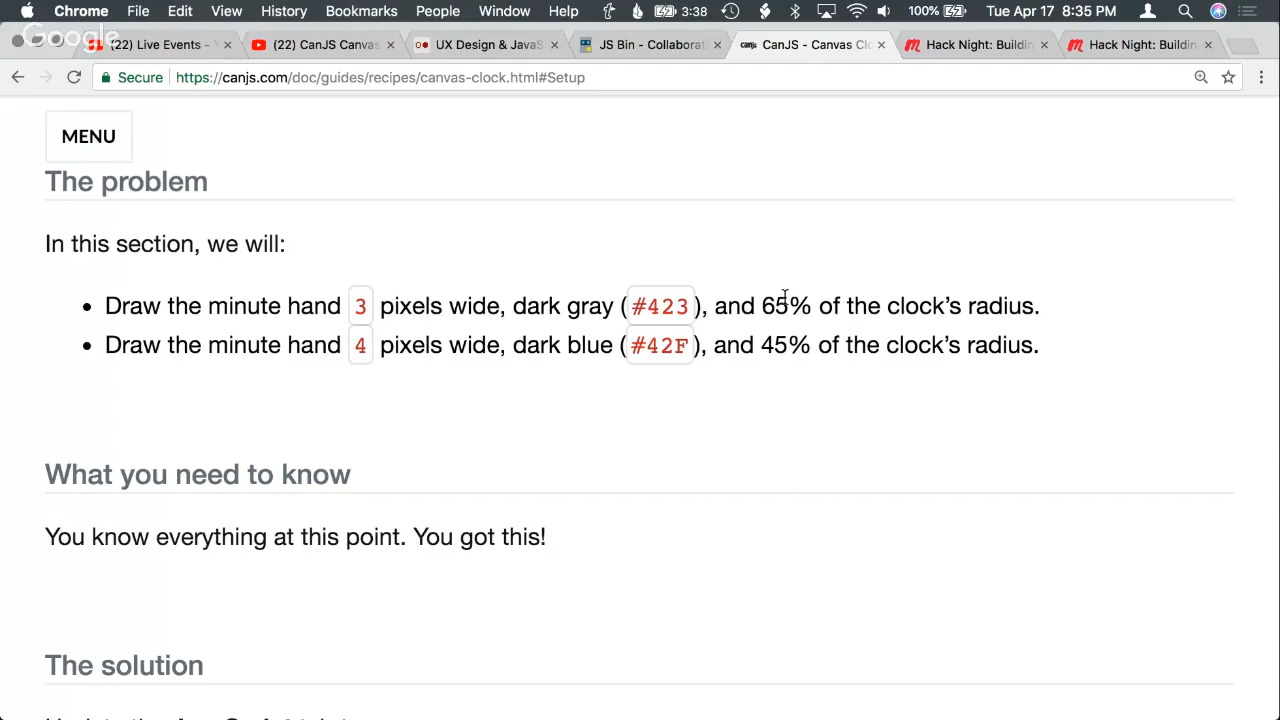 Chrome File Edit View History Bookmarks People Window Help 3:38 100% Tue Apr 17 8:35 PM
Google
(22) Live Events - Y (22) CanJS Canvas UX Design & Java JS Bin - Collaborat CanJS - Canvas Clo Hack Night: Buildin Hack Night: Buildin
Secure https://canjs.com/doc/guides/recipes/canvas-clock.html#Setup
MENU
The problem
In this section, we will:
• Draw the minute hand 3 pixels wide, dark gray (#423), and 65% of the clock’s radius.
• Draw the minute hand 4 pixels wide, dark blue (#42F), and 45% of the clock’s radius.
What you need to know
You know everything at this point. You got this!
The solution